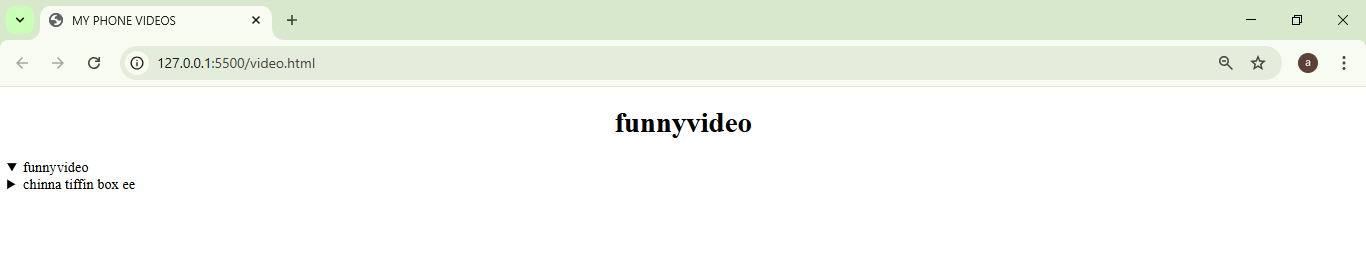 MY PHONE VIDEOS
127.0.0.1:5500/video.html
a
funnyvideo
funnyvideo
chinna tiffin box ee